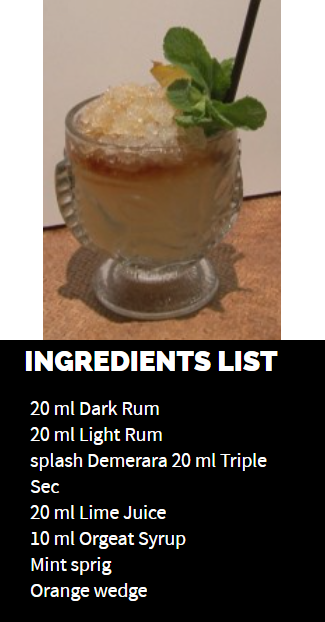 INGREDIENTS LIST
20 ml Dark Rum
20 ml Light Rum
splash Demerara 20 ml Triple
Sec
20 ml Lime Juice
10 ml Orgeat Syrup
Mint sprig
Orange wedge